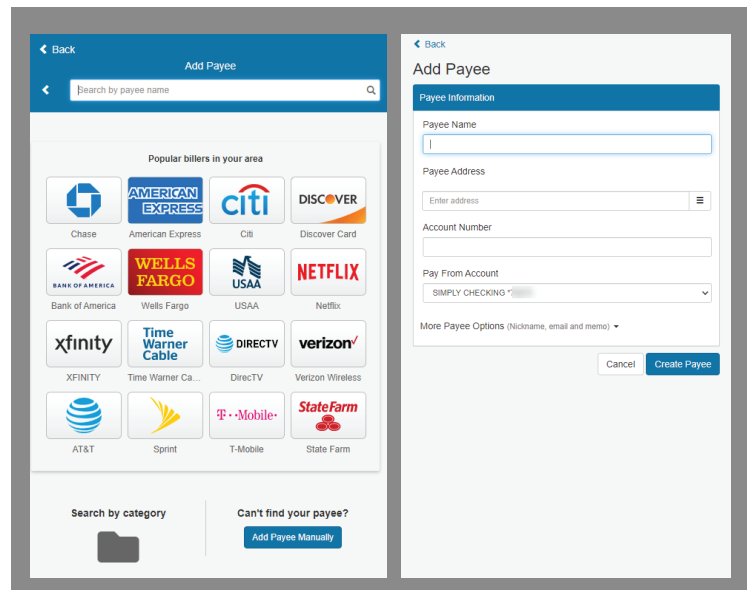 Back
Add Payee
Search by payee name
Popular billers in your area
AMERICAN EXPRESS
citi
DISCOVER
Chase
American Express
Citi
Discover Card
BANK OF AMERICA
WELLS FARGO
USAA
NETFLIX
Bank of America
Wells Fargo
USAA
Netflix
xfinity
Time Warner Cable
DIRECTV
verizon
XFINITY
Time Warner Ca...
DirecTV
Verizon Wireless
T··Mobile·
State Farm
AT&T
Sprint
T-Mobile
State Farm
Search by category
Can't find your payee?
Add Payee Manually
Back
Add Payee
Payee Information
Payee Name
Payee Address
Enter address
Account Number
Pay From Account
SIMPLY CHECKING *
More Payee Options (Nickname, email and memo)
Cancel
Create Payee